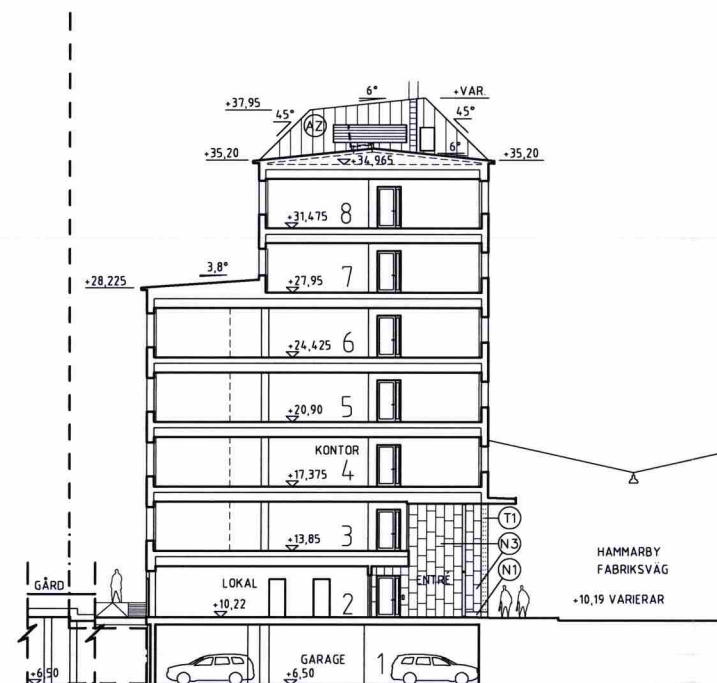 6° +VAR.
+37,95 45° AZ 45°
+35,20 +34,965 6° +35,20
+31,475 8
3,8° +27,95 7
+28,225
+24,425 6
+20,90 5
KONTOR
+17,375 4
T1
+13,85 3
N3
HAMMARBY
FABRIKSVÄG
N1
GÅRD LOKAL ENTRÉ
+10,22 2
+10,19 VARIERAR
GARAGE 1
+6,50 +6,50